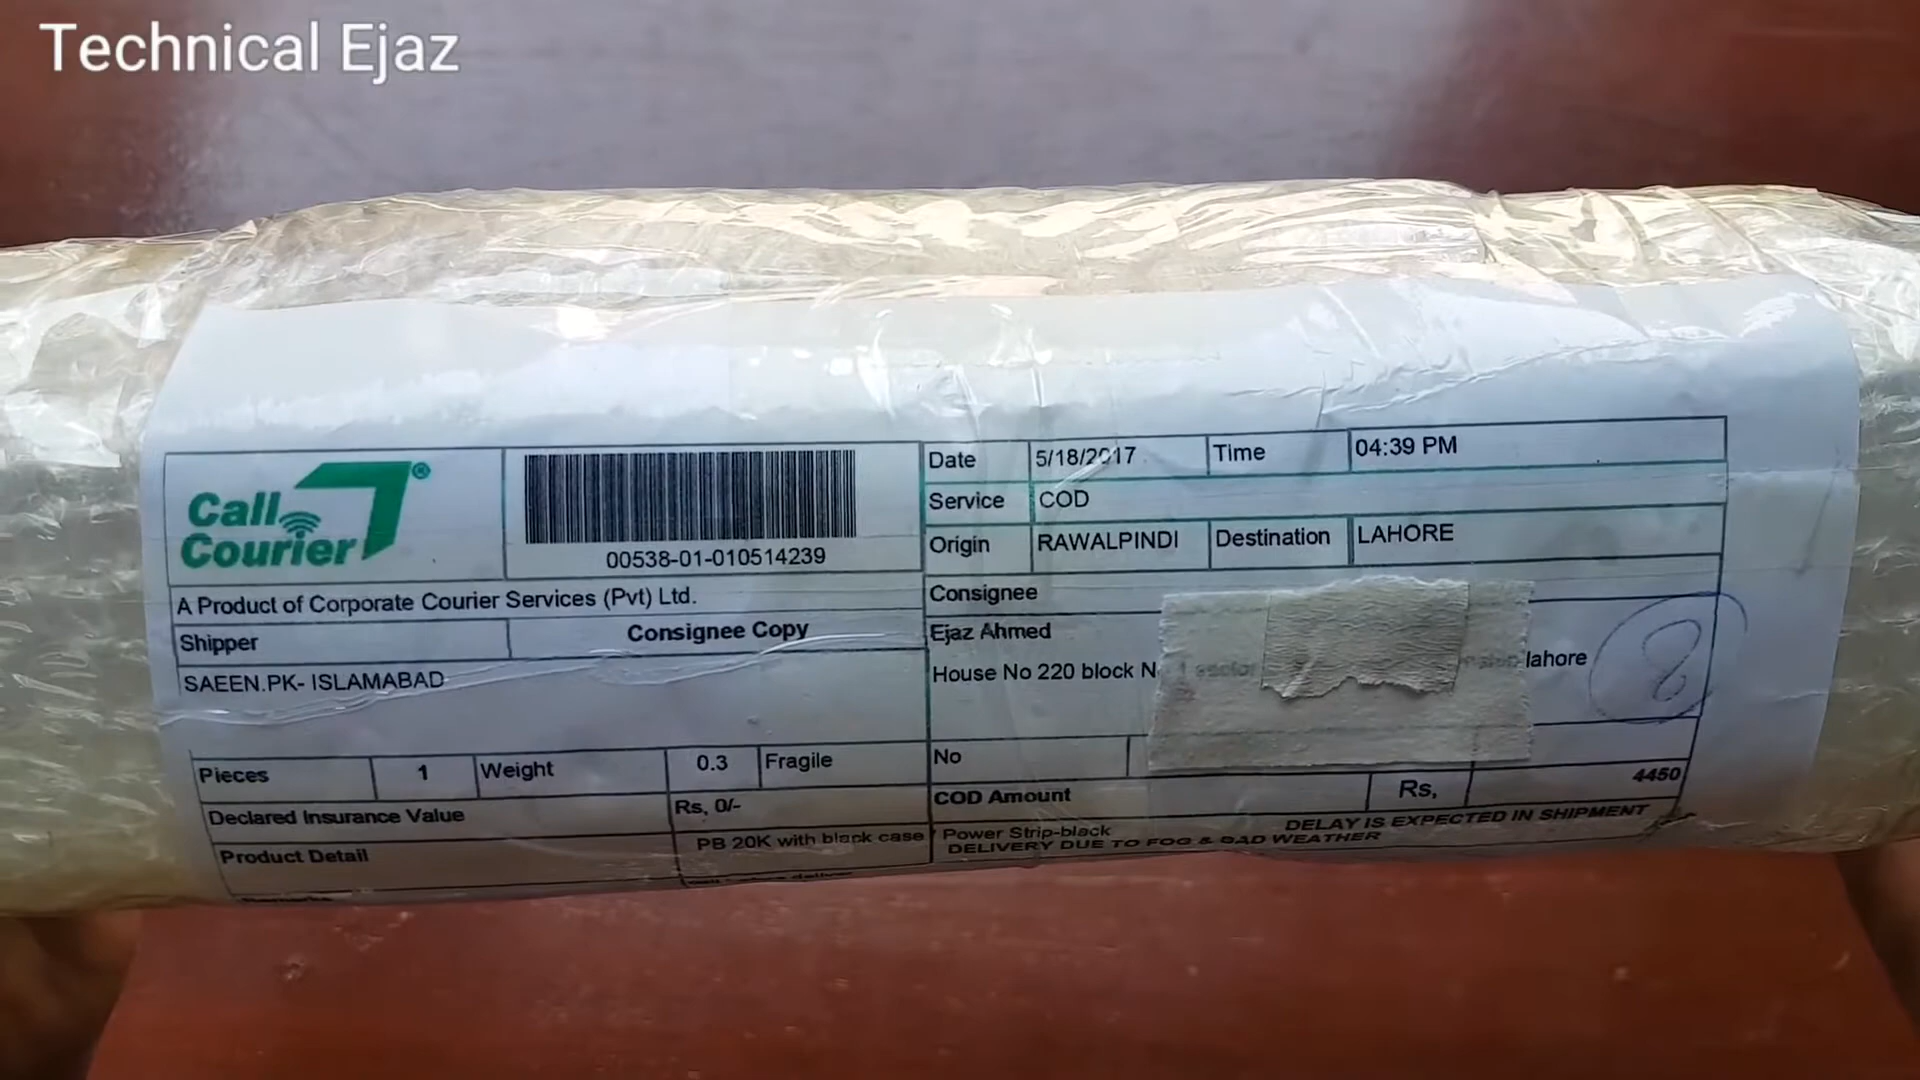 Technical Ejaz
Call Courier ®
00538-01-010514239
A Product of Corporate Courier Services (Pvt) Ltd.
Shipper Consignee Copy
SAEEN.PK- ISLAMABAD
Pieces 1 Weight 0.3 Fragile
Declared Insurance Value Rs, 0/-
Product Detail PB 20K with black case
Date 5/18/2017 Time 04:39 PM
Service COD
Origin RAWALPINDI Destination LAHORE
Consignee
Ejaz Ahmed
House No 220 block lahore
8
No
COD Amount Rs, 4450
Power Strip-black
DELAY IS EXPECTED IN SHIPMENT
DELIVERY DUE TO FOG & BAD WEATHER